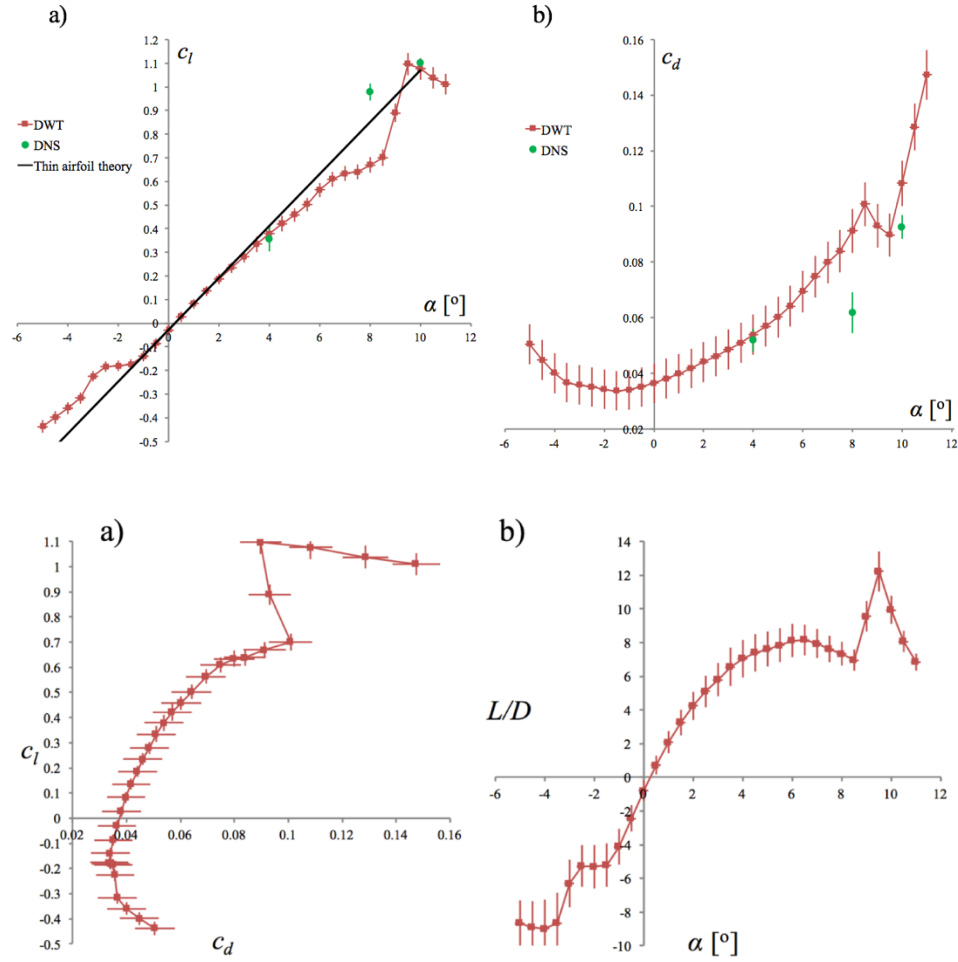 a)
c_l
1.2
1.1
1
0.9
0.8
0.7
0.6
0.5
0.4
0.3
0.2
0.1
0
-0.1
-0.2
-0.3
-0.4
-0.5
DWT
DNS
Thin airfoil theory
α [º]
-6 -4 -2 0 2 4 6 8 10 12
b)
c_d
0.16
0.14
0.12
0.1
0.08
0.06
0.04
0.02
DWT
DNS
α [º]
-6 -4 -2 0 2 4 6 8 10 12
a)
1.1
1
0.9
0.8
0.7
0.6
0.5
0.4
0.3
0.2
0.1
0
-0.1
-0.2
-0.3
-0.4
-0.5
c_l
0.02 0.04 0.06 0.08 0.1 0.12 0.14 0.16
c_d
b)
14
12
10
8
6
4
2
0
-2
-4
-6
-8
-10
L/D
-6 -4 -2 0 2 4 6 8 10 12
α [º]